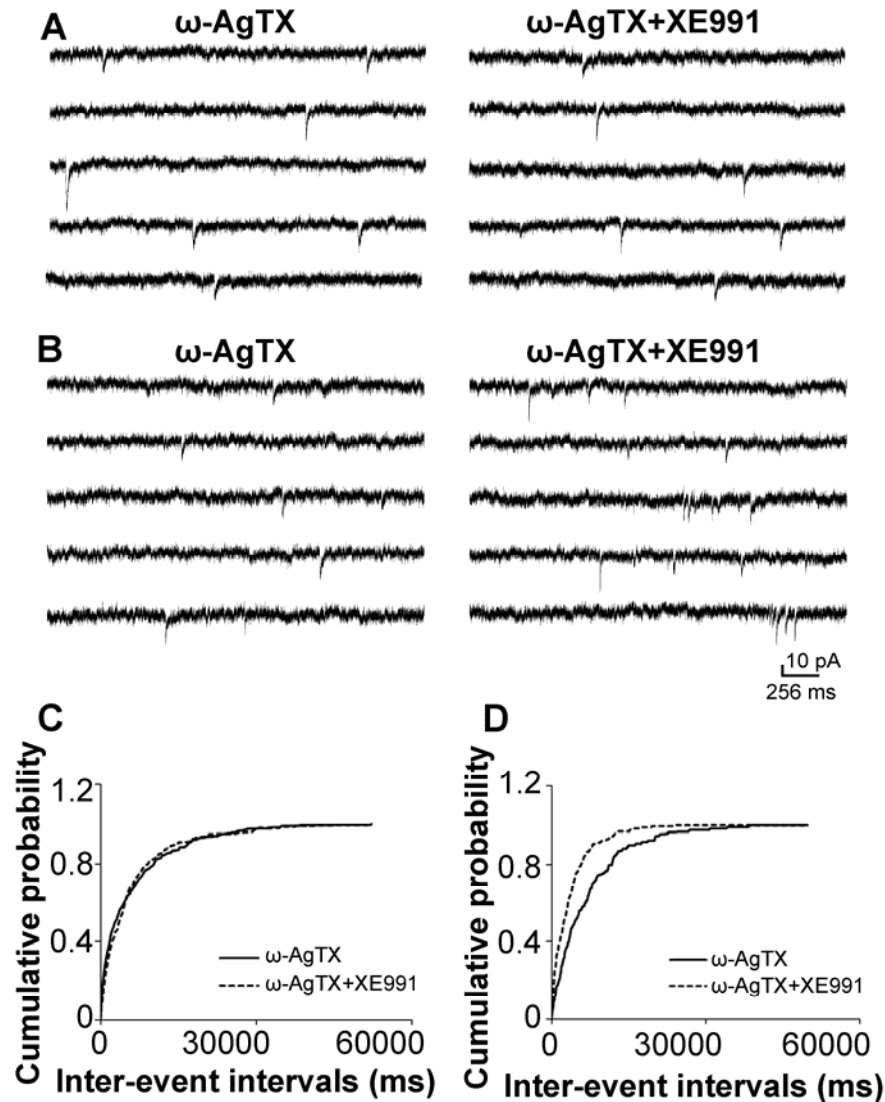 A
ω-AgTX
ω-AgTX+XE991
B
ω-AgTX
ω-AgTX+XE991
10 pA
256 ms
C
Cumulative probability
1.2
0.8
0.4
0
ω-AgTX
ω-AgTX+XE991
0
30000
60000
Inter-event intervals (ms)
D
Cumulative probability
1.2
0.8
0.4
0
ω-AgTX
ω-AgTX+XE991
0
30000
60000
Inter-event intervals (ms)